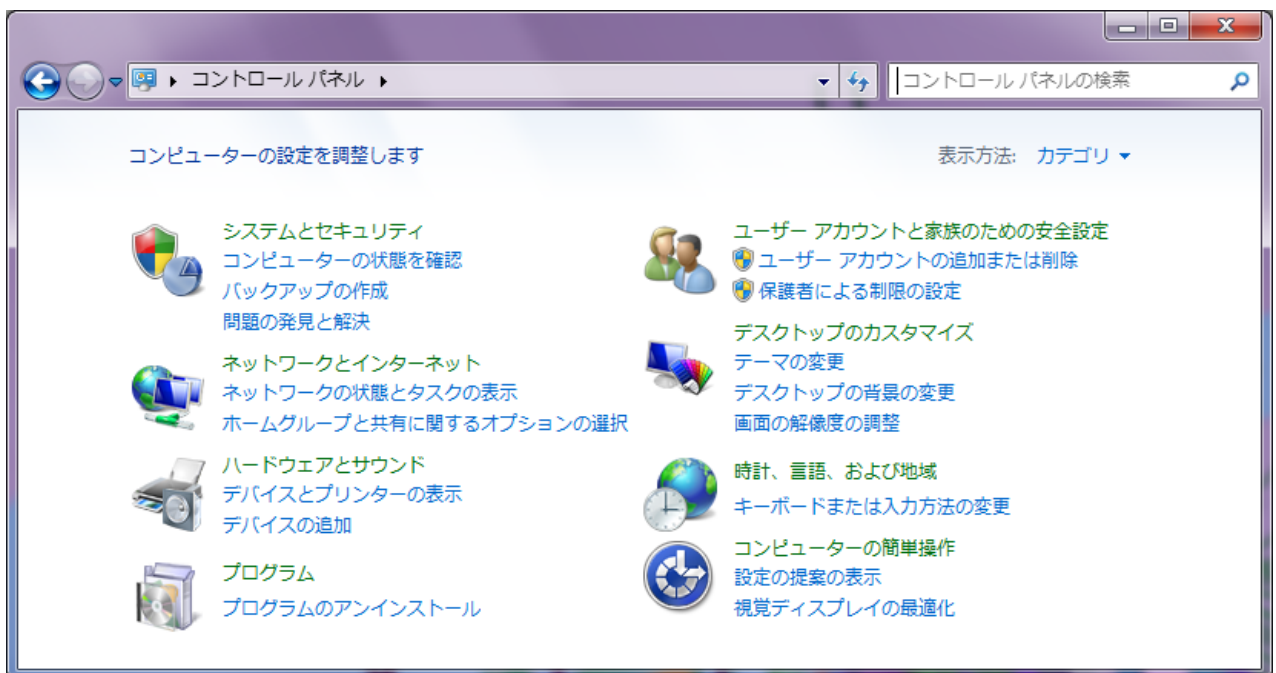 コントロール パネル
コントロール パネルの検索
コンピューターの設定を調整します
表示方法: カテゴリ
システムとセキュリティ
コンピューターの状態を確認
バックアップの作成
問題の発見と解決
ネットワークとインターネット
ネットワークの状態とタスクの表示
ホームグループと共有に関するオプションの選択
ハードウェアとサウンド
デバイスとプリンターの表示
デバイスの追加
プログラム
プログラムのアンインストール
ユーザー アカウントと家族のための安全設定
ユーザー アカウントの追加または削除
保護者による制限の設定
デスクトップのカスタマイズ
テーマの変更
デスクトップの背景の変更
画面の解像度の調整
時計、言語、および地域
キーボードまたは入力方法の変更
コンピューターの簡単操作
設定の提案の表示
視覚ディスプレイの最適化